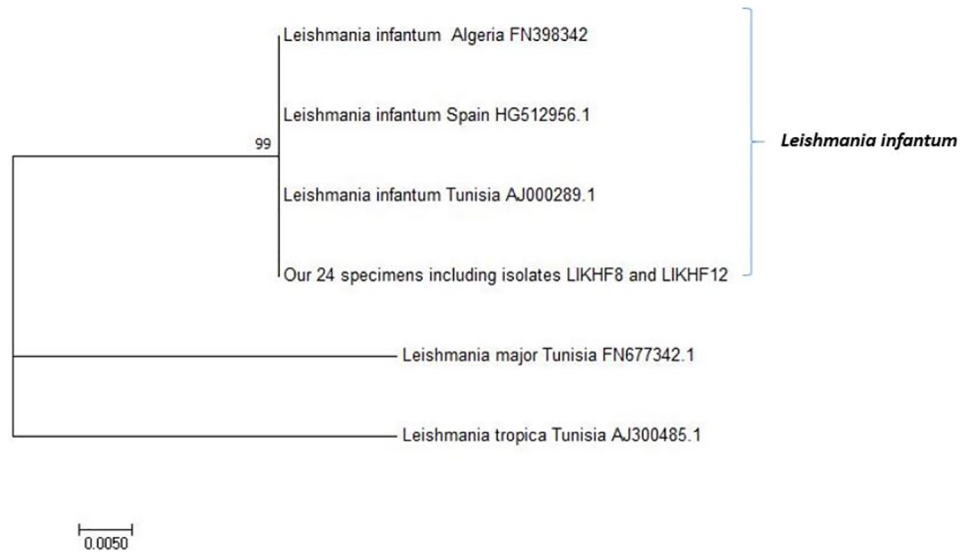 Leishmania infantum Algeria FN398342
Leishmania infantum Spain HG512956.1
99
Leishmania infantum
Leishmania infantum Tunisia AJ000289.1
Our 24 specimens including isolates LIKHF8 and LIKHF12
Leishmania major Tunisia FN677342.1
Leishmania tropica Tunisia AJ300485.1
0.0050